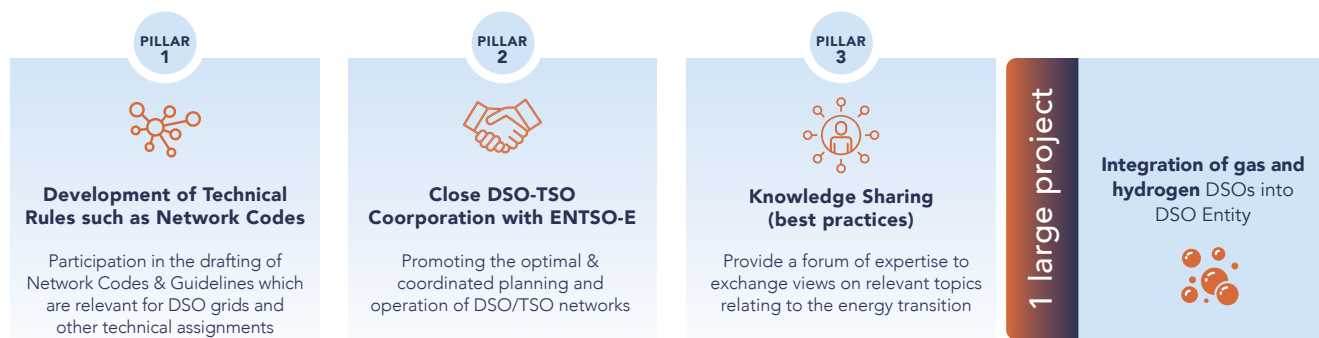 PILLAR
1
Development of Technical
Rules such as Network Codes
Participation in the drafting of
Network Codes & Guidelines which
are relevant for DSO grids and
other technical assignments
PILLAR
2
Close DSO-TSO
Coorporation with ENTSO-E
Promoting the optimal &
coordinated planning and
operation of DSO/TSO networks
PILLAR
3
Knowledge Sharing
(best practices)
Provide a forum of expertise to
exchange views on relevant topics
relating to the energy transition
1 large project
Integration of gas and
hydrogen DSOs into
DSO Entity